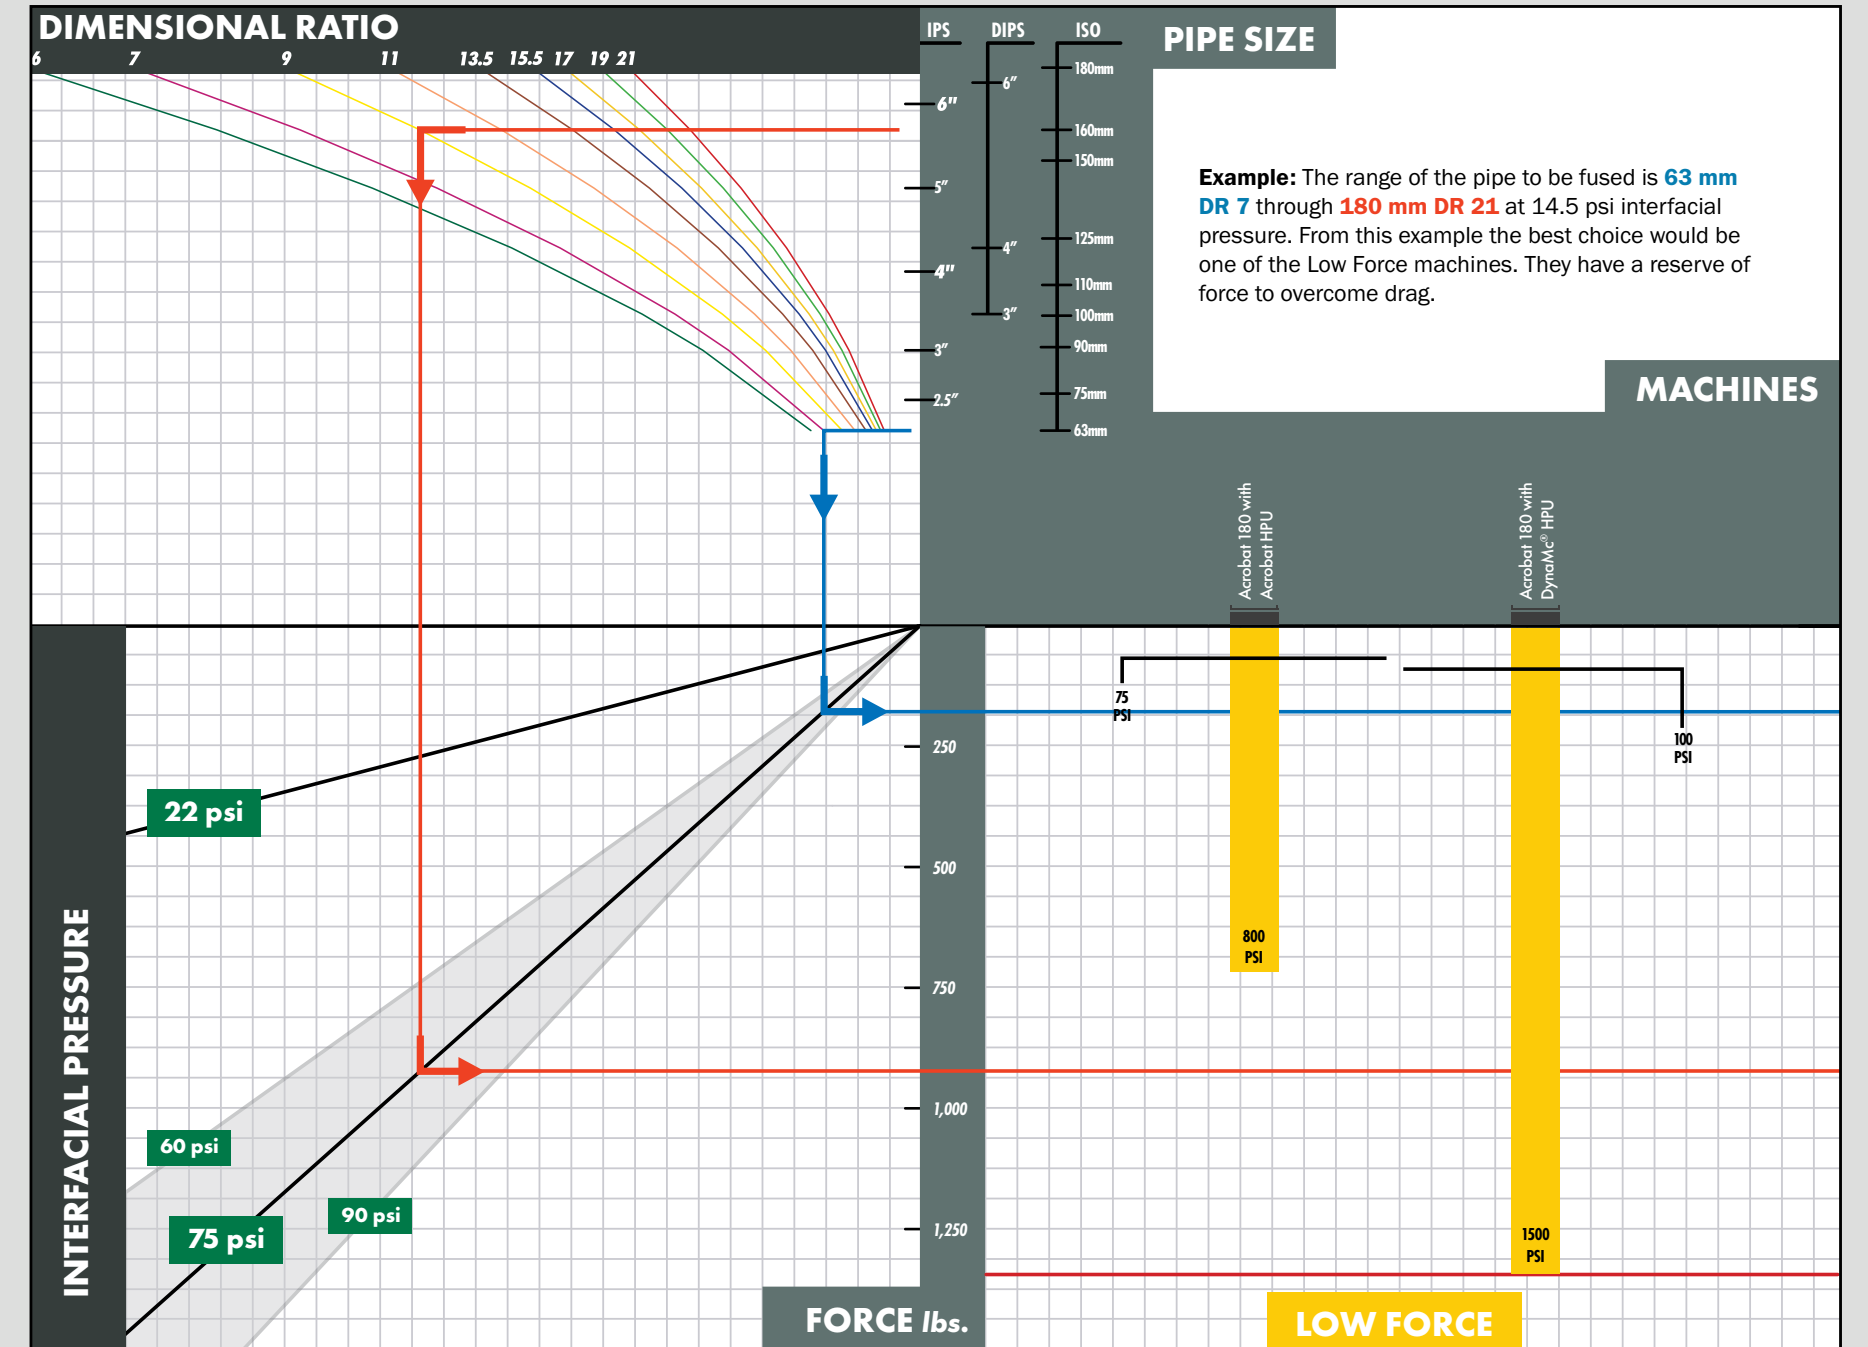 DIMENSIONAL RATIO
6 7 9 11 13.5 15.5 17 19 21
IPS DIPS ISO
PIPE SIZE
6"
5"
4"
3"
2.5"
6"
4"
3"
180mm
160mm
150mm
125mm
110mm
100mm
90mm
75mm
63mm
Example: The range of the pipe to be fused is 63 mm
DR 7 through 180 mm DR 21 at 14.5 psi interfacial
pressure. From this example the best choice would be
one of the Low Force machines. They have a reserve of
force to overcome drag.
MACHINES
Acrobat 180 with
Acrobat HPU
Acrobat 180 with
DynaMc® HPU
INTERFACIAL PRESSURE
22 psi
60 psi
75 psi
90 psi
250
500
750
1,000
1,250
FORCE lbs.
75
PSI
100
PSI
800
PSI
1500
PSI
LOW FORCE